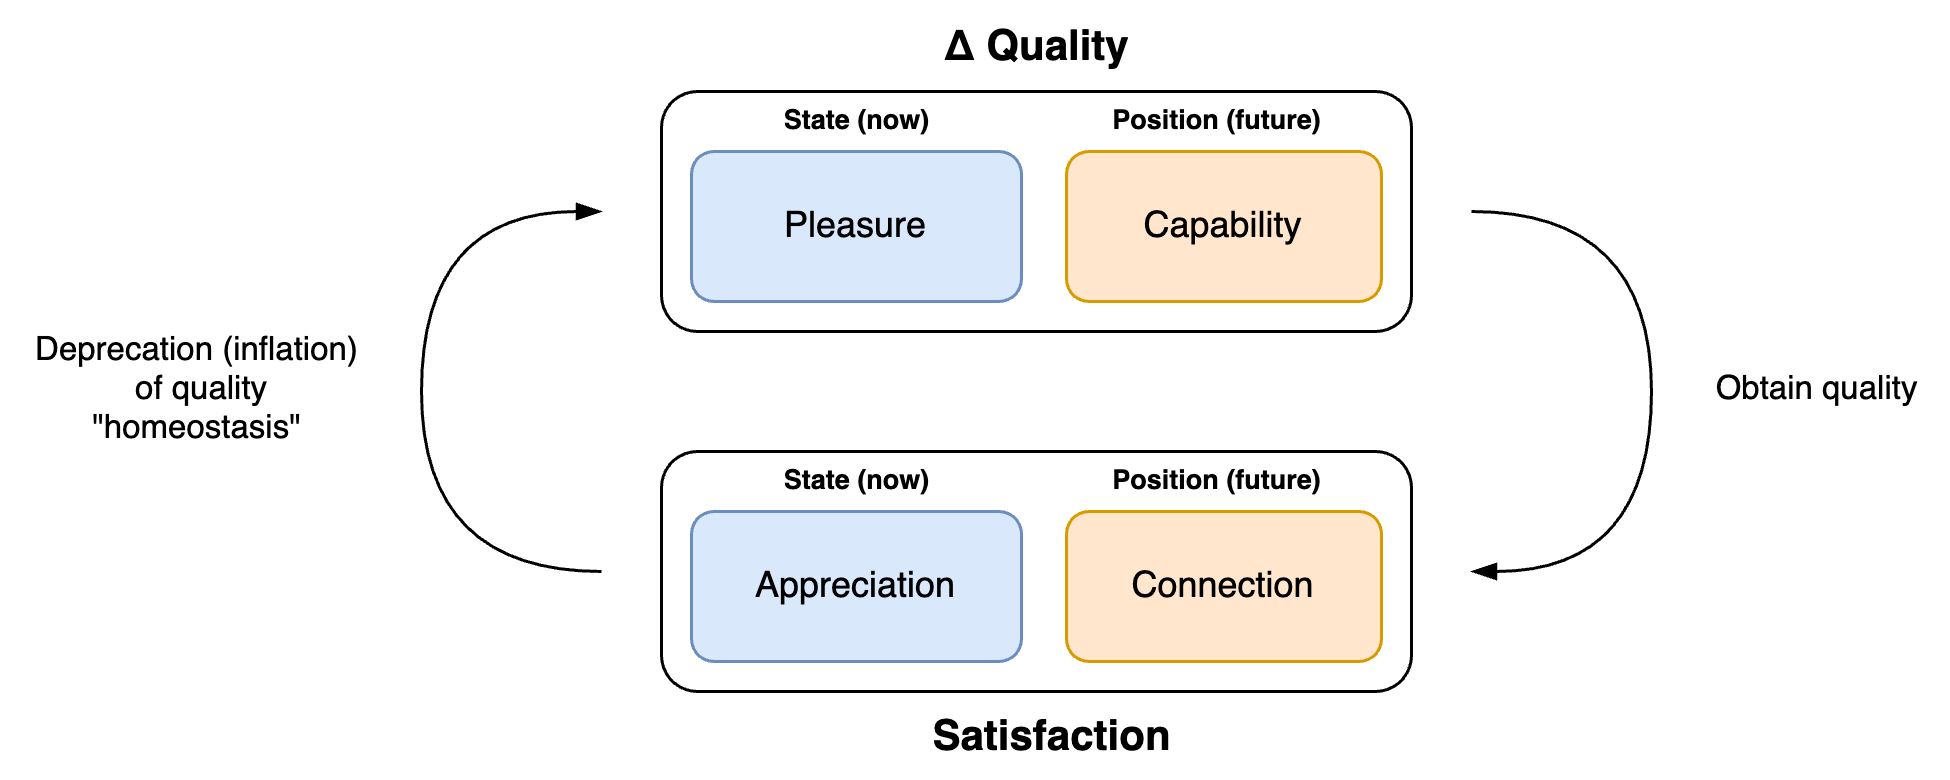 Δ Quality
State (now)
Position (future)
Pleasure
Capability
Deprecation (inflation)
of quality
"homeostasis"
Obtain quality
State (now)
Position (future)
Appreciation
Connection
Satisfaction